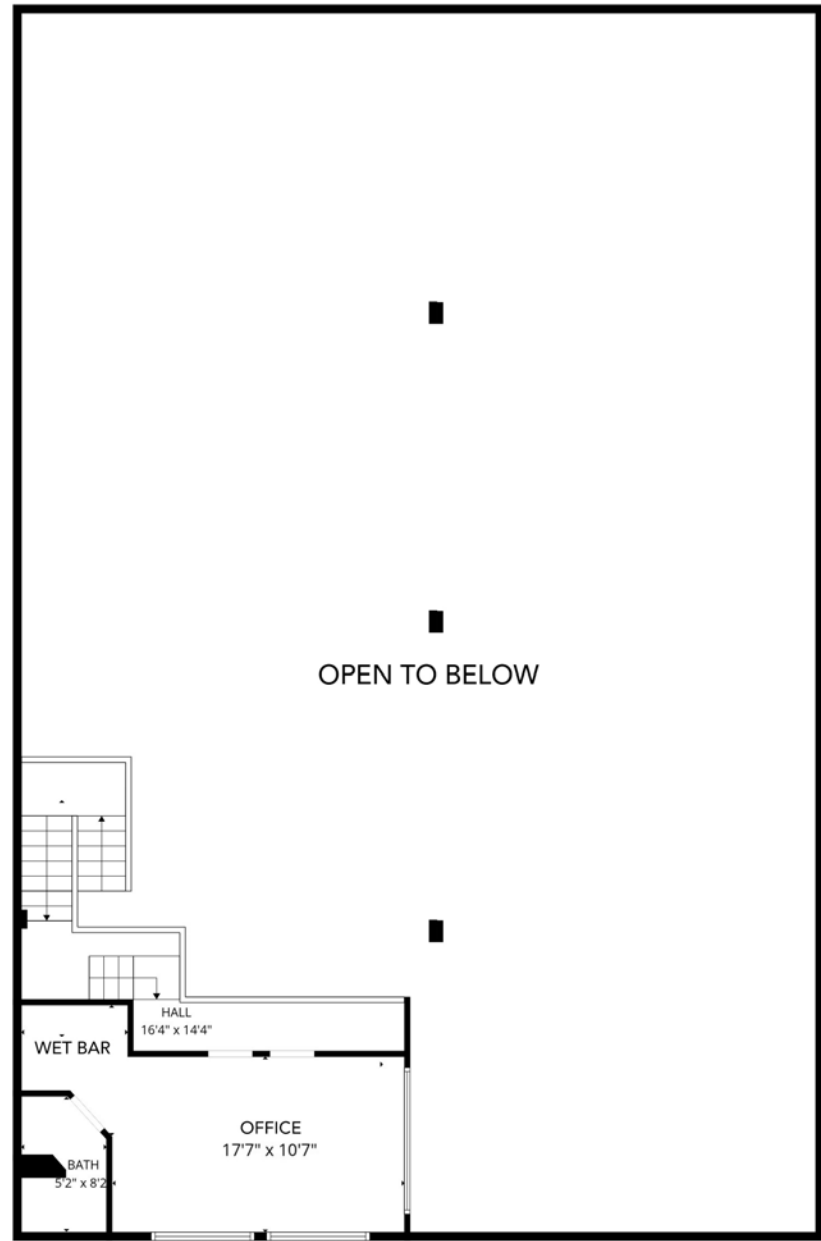 OPEN TO BELOW
HALL
16'4" x 14'4"
WET BAR
OFFICE
17'7" x 10'7"
BATH
5'2" x 8'2